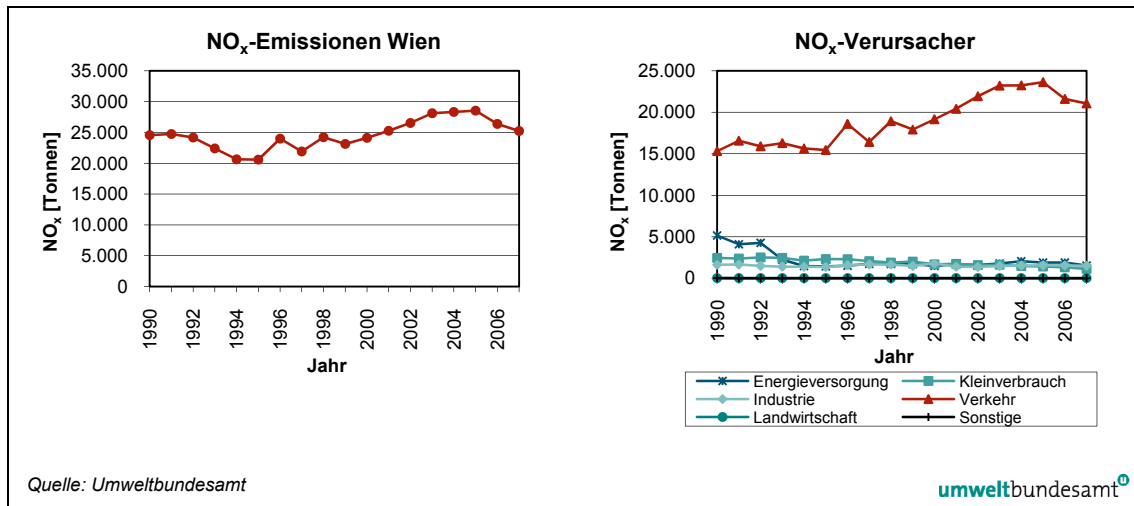 NOx-Emissionen Wien
35.000
30.000
25.000
20.000
15.000
10.000
5.000
0
NOx [Tonnen]
1990
1992
1994
1996
1998
2000
2002
2004
2006
Jahr
NOx-Verursacher
25.000
20.000
15.000
10.000
5.000
0
NOx [Tonnen]
1990
1992
1994
1996
1998
2000
2002
2004
2006
Jahr
Energieversorgung Kleinverbrauch
Industrie Verkehr
Landwirtschaft Sonstige
Quelle: Umweltbundesamt
umweltbundesamt u